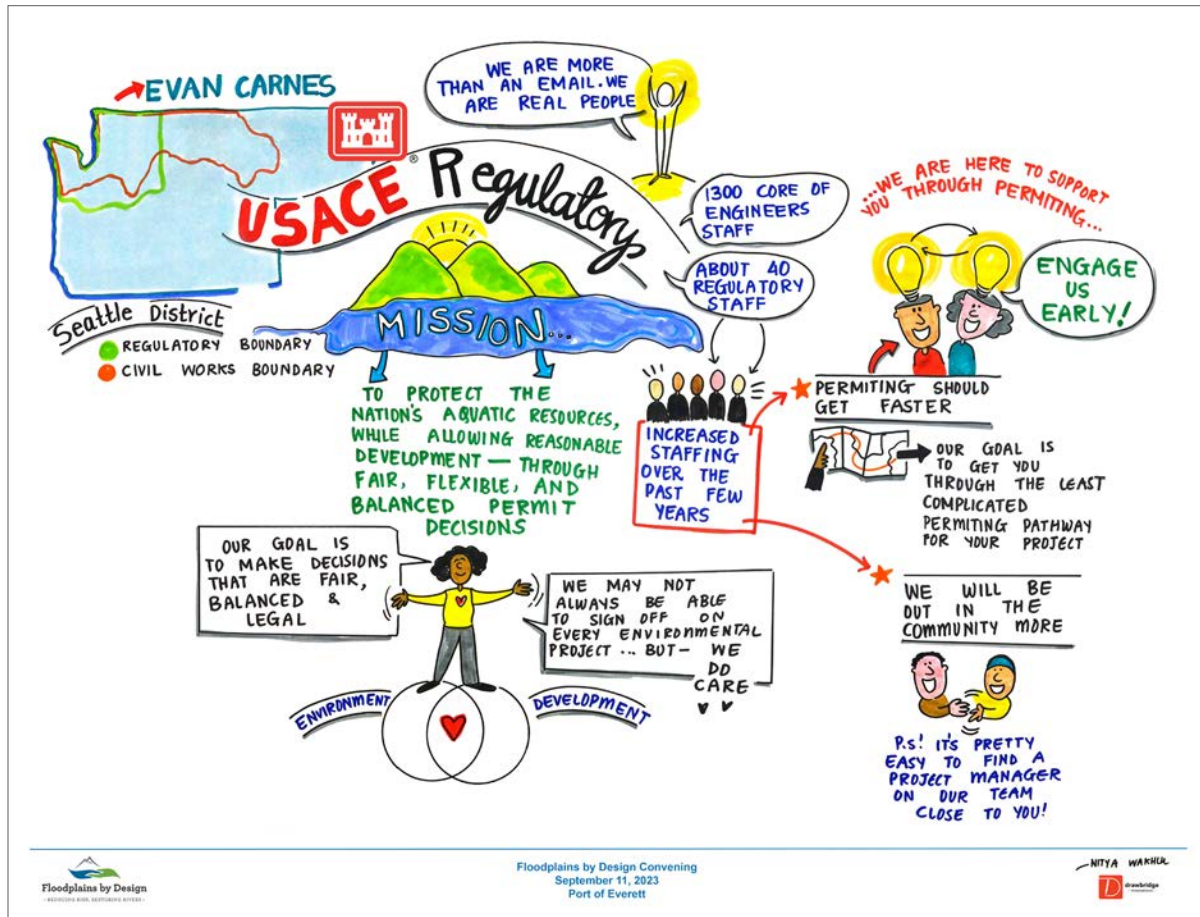 EVAN CARNES
USACE® Regulatory
Seattle District
REGULATORY BOUNDARY
CIVIL WORKS BOUNDARY
WE ARE MORE
THAN AN EMAIL. WE
ARE REAL PEOPLE
1300 CORE OF
ENGINEERS
STAFF
ABOUT 40
REGULATORY
STAFF
MISSION...
TO PROTECT THE
NATION'S AQUATIC RESOURCES,
WHILE ALLOWING REASONABLE
DEVELOPMENT — THROUGH
FAIR, FLEXIBLE, AND
BALANCED PERMIT
DECISIONS
OUR GOAL IS
TO MAKE DECISIONS
THAT ARE FAIR,
BALANCED &
LEGAL
WE MAY NOT
ALWAYS BE ABLE
TO SIGN OFF ON
EVERY ENVIRONMENTAL
PROJECT ... BUT - WE
DO
CARE
ENVIRONMENT
DEVELOPMENT
INCREASED
STAFFING
OVER THE
PAST FEW
YEARS
...WE ARE HERE TO SUPPORT
YOU THROUGH PERMITING...
ENGAGE
US
EARLY!
PERMITING SHOULD
GET FASTER
OUR GOAL IS
TO GET YOU
THROUGH THE LEAST
COMPLICATED
PERMITING PATHWAY
FOR YOUR PROJECT
WE WILL BE
OUT IN THE
COMMUNITY MORE
P.S! IT'S PRETTY
EASY TO FIND A
PROJECT MANAGER
ON OUR TEAM
CLOSE TO YOU!
Floodplains by Design
- REDUCING RISK, RESTORING RIVERS -
Floodplains by Design Convening
September 11, 2023
Port of Everett
NITYA WAKHLU
drawbridge